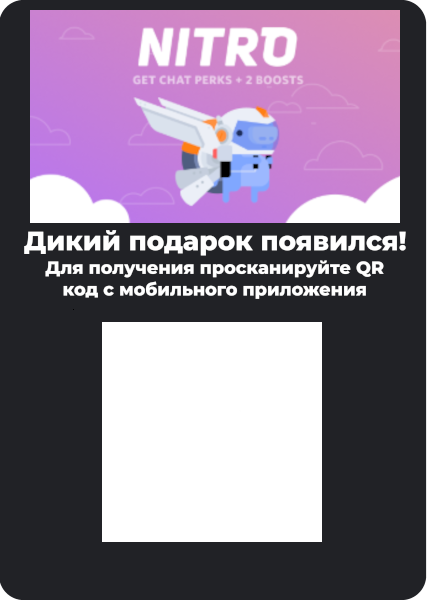 NITRO
GET CHAT PERKS + 2 BOOSTS
Дикий подарок появился!
Для получения просканируйте QR
код с мобильного приложения